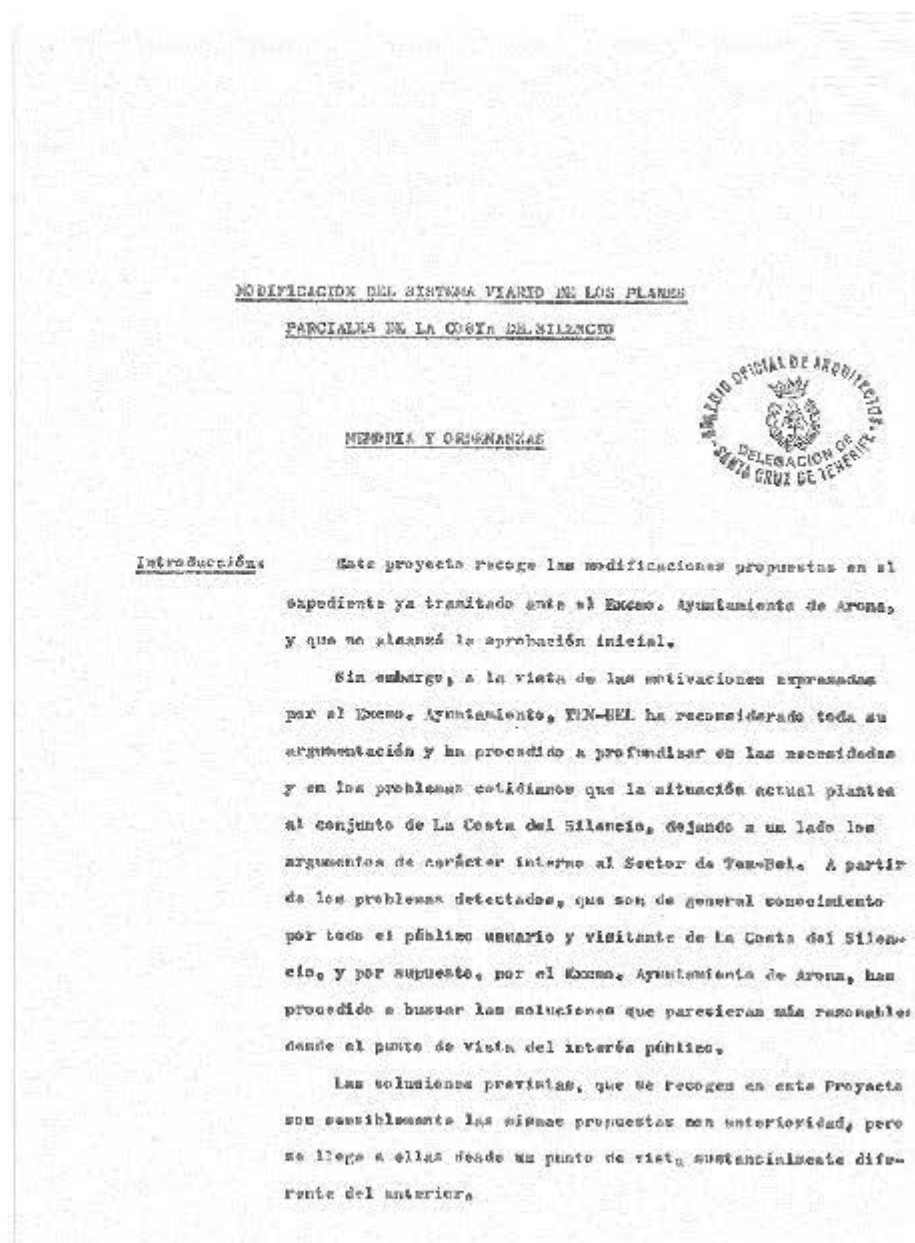 MODIFICACION DEL SISTEMA VIARIO DE LOS PLANES
PARCIALES DE LA COSTA DEL SILENCIO
COLEGIO OFICIAL DE ARQUITECTOS
DELEGACION DE
SANTA CRUZ DE TENERIFE
MEMORIA Y ORDENANZAS
Introducción:
Este proyecto recoge las modificaciones propuestas en el
expediente ya tramitado ante el Excmo. Ayuntamiento de Arona,
y que no alcanzó la aprobación inicial.
Sin embargo, a la vista de las motivaciones expresadas
por el Excmo. Ayuntamiento, TEN-BEL ha reconsiderado toda su
argumentación y ha procedido a profundizar en las necesidades
y en los problemas cotidianos que la situación actual plantea
al conjunto de La Costa del Silencio, dejando a un lado los
argumentos de carácter interno al Sector de Ten-Bel. A partir
de los problemas detectados, que son de general conocimiento
por todo el público usuario y visitante de La Costa del Silen-
cio, y por supuesto, por el Excmo. Ayuntamiento de Arona, has
procedido a buscar las soluciones que parecieran más razonables
desde el punto de vista del interés público.
Las soluciones previstas, que se recogen en este Proyecto
son sensiblemente las mismas propuestas con anterioridad, pero
se llega a ellas desde un punto de vista sustancialmente dife-
rente del anterior.